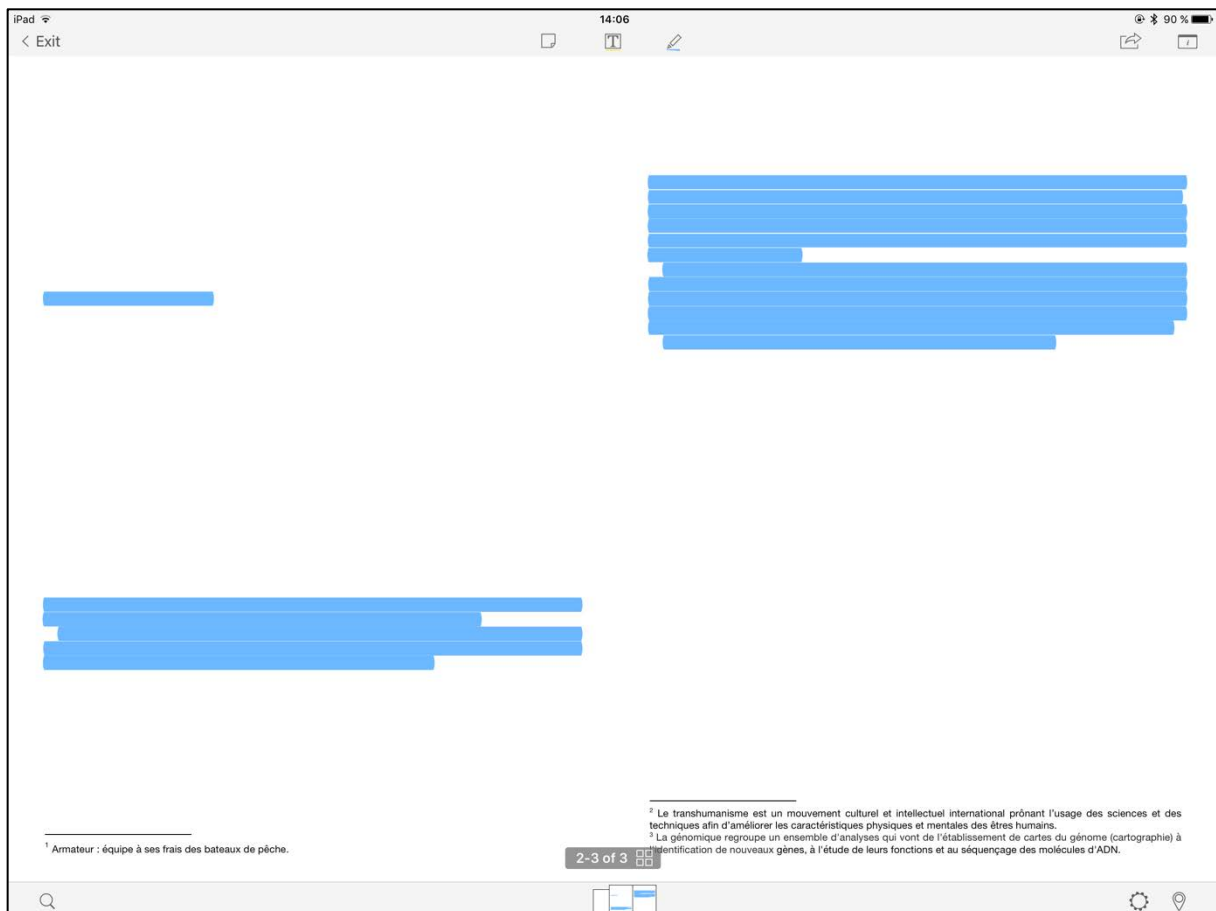 iPad
14:06
90 %
< Exit
T
i
¹ Armateur : équipe à ses frais des bateaux de pêche.
² Le transhumanisme est un mouvement culturel et intellectuel international prônant l'usage des sciences et des
techniques afin d'améliorer les caractéristiques physiques et mentales des êtres humains.
³ La génomique regroupe un ensemble d'analyses qui vont de l'établissement de cartes du génome (cartographie) à
l'identification de nouveaux gènes, à l'étude de leurs fonctions et au séquençage des molécules d'ADN.
2-3 of 3